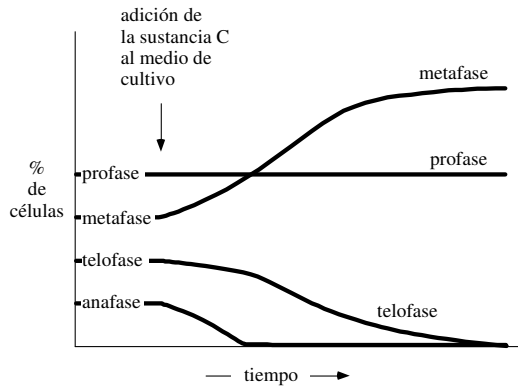 adición de
la sustancia C
al medio de
cultivo
metafase
profase
%
de
células
profase
metafase
telofase
anafase
telofase
tiempo